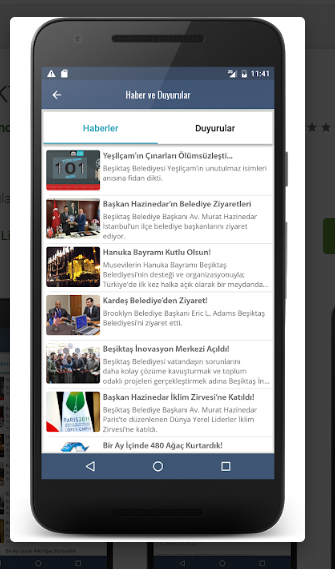 11:41
Haber ve Duyurular
Haberler
Duyurular
Yeşilçam'ın Çınarları Ölümsüzleşti...
Beşiktaş Belediyesi Yeşilçam'ın unutulmaz isimleri
anısına fidan dikti.
101
Başkan Hazinedar'ın Belediye Ziyaretleri
Beşiktaş Belediye Başkanı Av. Murat Hazinedar
İstanbul'un ilçe belediye başkanlarını ziyaret
ediyor.
Hanuka Bayramı Kutlu Olsun!
Musevilerin Hanuka Bayramı Beşiktaş
Belediyesi'nin desteği ve organizasyonuyla;
Türkiye'de ilk kez halka açık olarak bir meydanda...
Kardeş Belediye'den Ziyaret!
Brooklyn Belediye Başkanı Eric L. Adams Beşiktaş
Belediyesi'ni ziyaret etti.
Beşiktaş İnovasyon Merkezi Açıldı!
Beşiktaş Belediyesi vatandaşın sorunlarını
daha kolay çözüme kavuşturmak ve toplum
odaklı projeleri gerçekleştirmek adına Beşiktaş İn...
Başkan Hazinedar İklim Zirvesi'ne Katıldı!
Beşiktaş Belediye Başkanı Av. Murat Hazinedar
Paris'te düzenlenen Dünya Yerel Liderler İklim
Zirvesi'ne katıldı.
PARIS2015
Bir Ay İçinde 480 Ağaç Kurtardık!